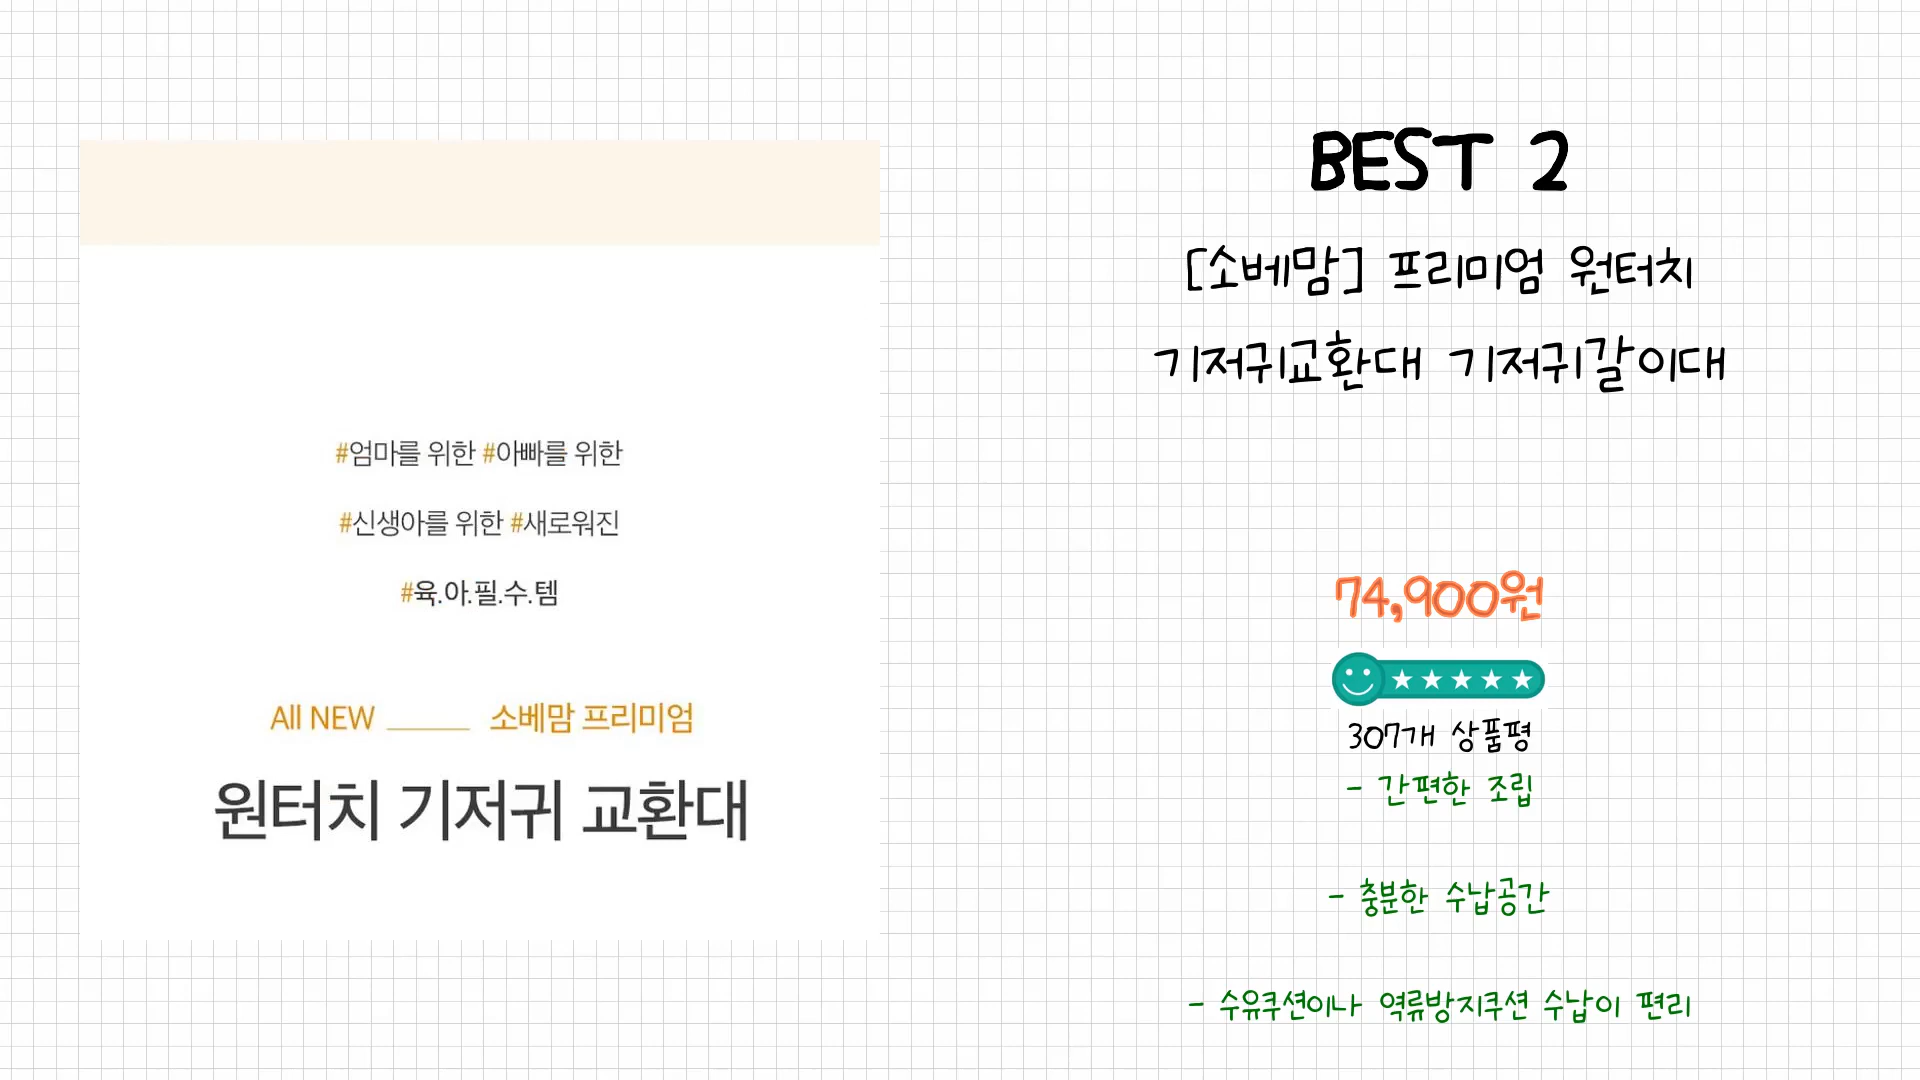 #엄마를 위한 #아빠를 위한
#신생아를 위한 #새로워진
#육.아.필.수.템
All NEW ______ 소베맘 프리미엄
원터치 기저귀 교환대
BEST 2
[소베맘] 프리미엄 원터치
기저귀교환대 기저귀갈이대
74,900원
307개 상품평
- 간편한 조립
- 충분한 수납공간
- 수유쿠션이나 역류방지쿠션 수납이 편리